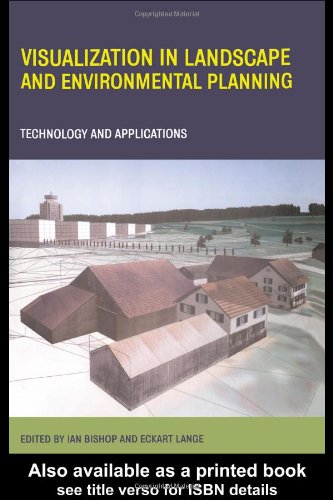 VISUALIZATION IN LANDSCAPE
AND ENVIRONMENTAL PLANNING
TECHNOLOGY AND APPLICATIONS
EDITED BY IAN BISHOP AND ECKART LANGE
Also available as a printed book
see title verso for ISBN details